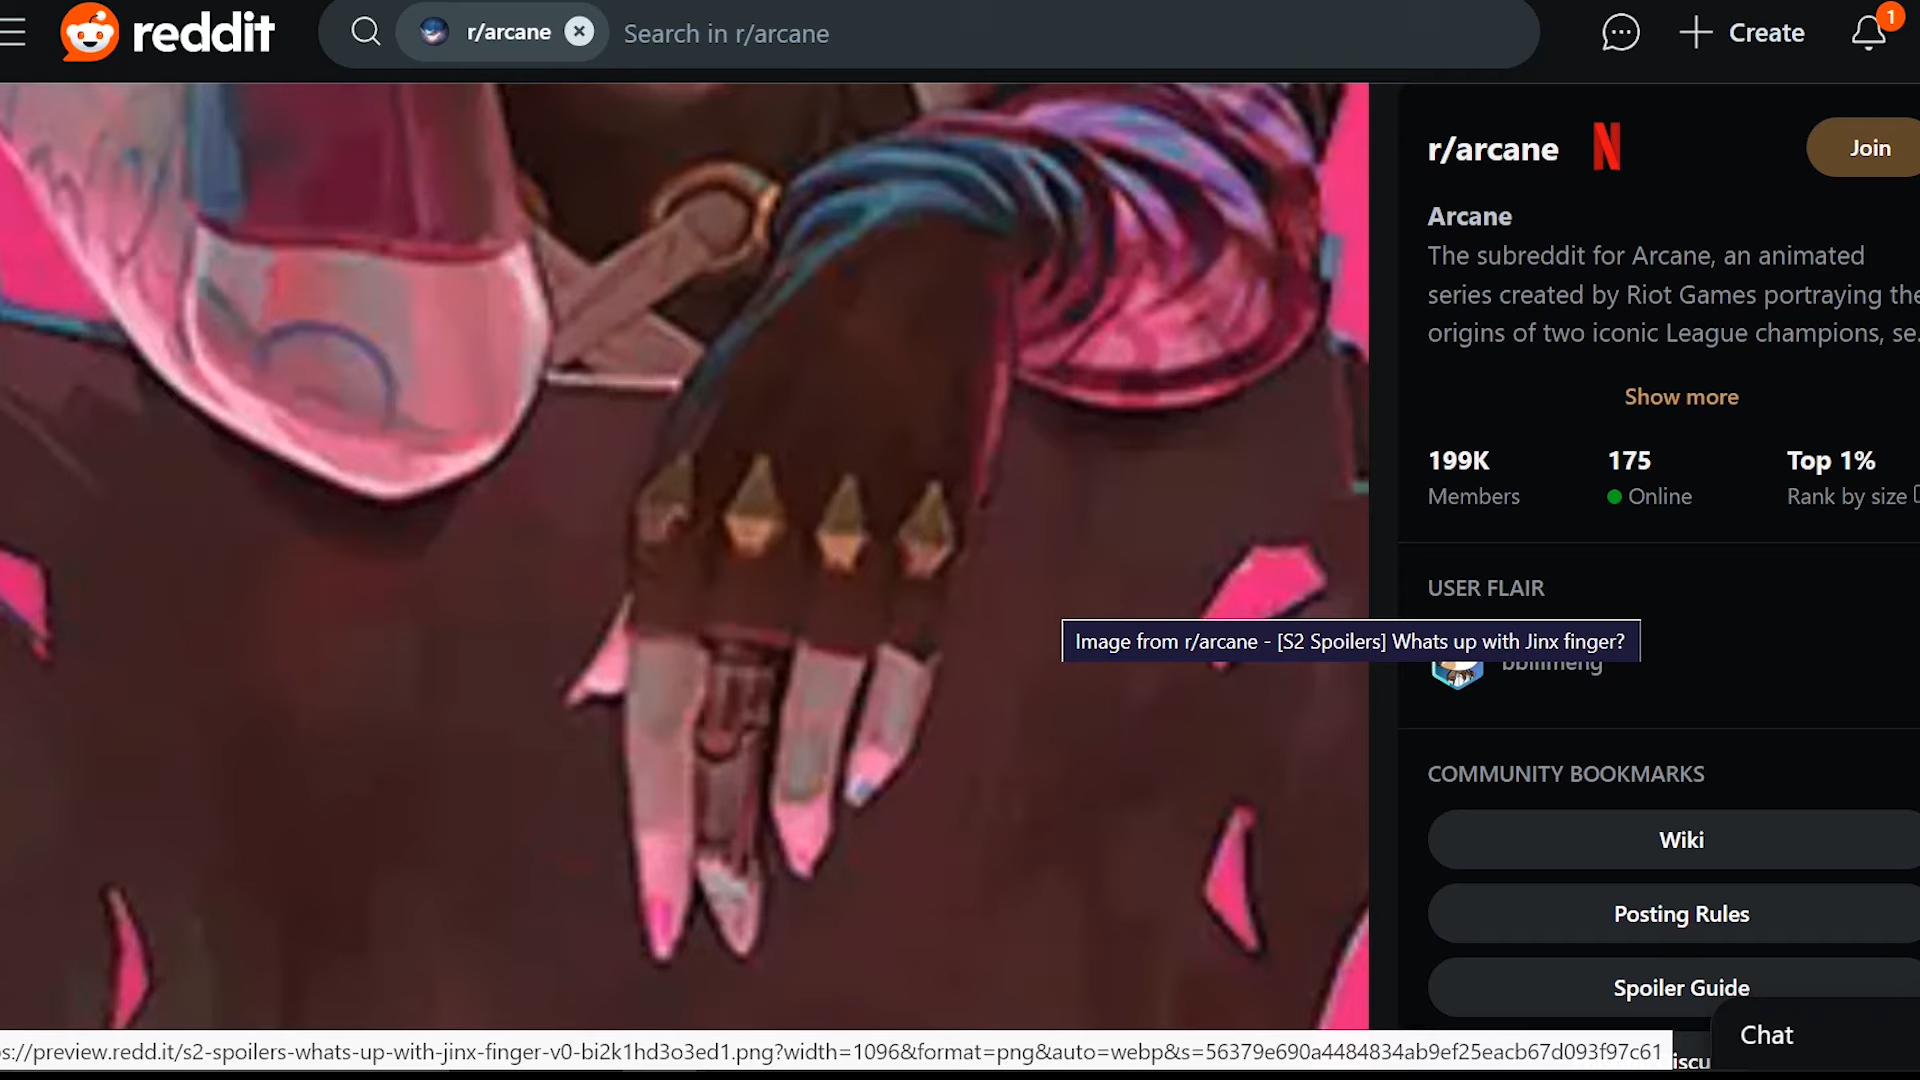 reddit
r/arcane
Search in r/arcane
Create
1
r/arcane
Join
Arcane
The subreddit for Arcane, an animated
series created by Riot Games portraying the
origins of two iconic League champions, se..
Show more
199K
175
Top 1%
Members
Online
Rank by size
USER FLAIR
Image from r/arcane - [S2 Spoilers] Whats up with Jinx finger?
COMMUNITY BOOKMARKS
Wiki
Posting Rules
Spoiler Guide
Chat
s://preview.redd.it/s2-spoilers-whats-up-with-jinx-finger-v0-bi2k1hd3o3ed1.png?width=1096&format=png&auto=webp&s=56379e690a4484834ab9ef25eacb67d093f97c61
iscu